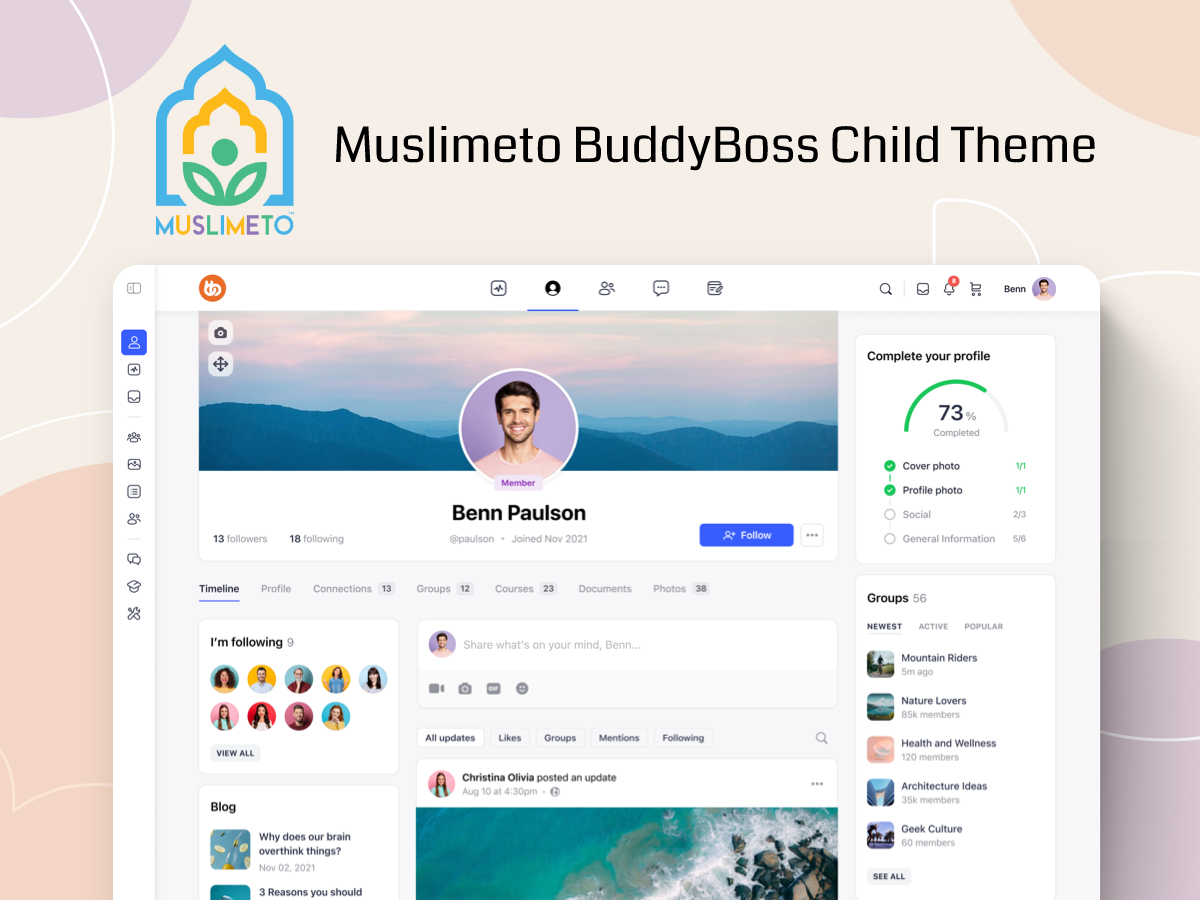 Muslimeto BuddyBoss Child Theme
MUSLIMETO™
8
Benn
Member
Benn Paulson
@paulson • Joined Nov 2021
13 followers 18 following
Follow
Complete your profile
73%
Completed
Cover photo 1/1
Profile photo 1/1
Social 2/3
General Information 5/6
Timeline Profile Connections 13 Groups 12 Courses 23 Documents Photos 38
I'm following 9
VIEW ALL
Blog
Why does our brain
overthink things?
Nov 02, 2021
3 Reasons you should
Share what's on your mind, Benn...
GIF
All updates Likes Groups Mentions Following
Christina Olivia posted an update
Aug 10 at 4:30pm •
Groups 56
NEWEST ACTIVE POPULAR
Mountain Riders
5m ago
Nature Lovers
85k members
Health and Wellness
120 members
Architecture Ideas
35k members
Geek Culture
60 members
SEE ALL